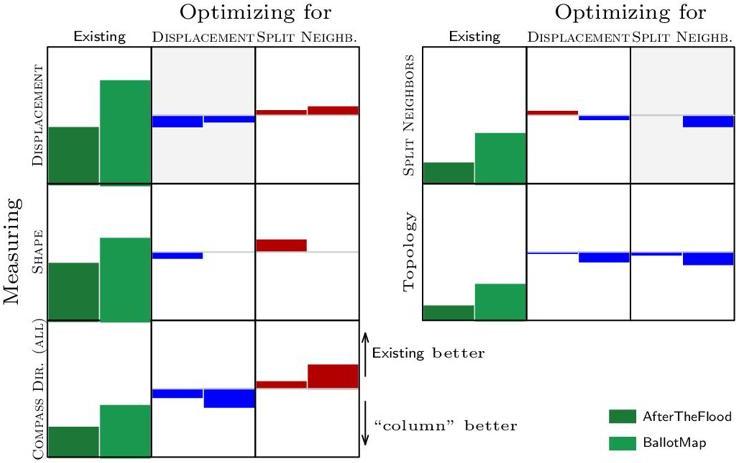 Optimizing for
Optimizing for
Existing
DISPLACEMENT
SPLIT NEIGHB.
Existing
DISPLACEMENT
SPLIT NEIGHB.
Measuring
DISPLACEMENT
SHAPE
COMPASS DIR. (ALL)
SPLIT NEIGHBORS
Topology
Existing better
“column” better
AfterTheFlood
BallotMap